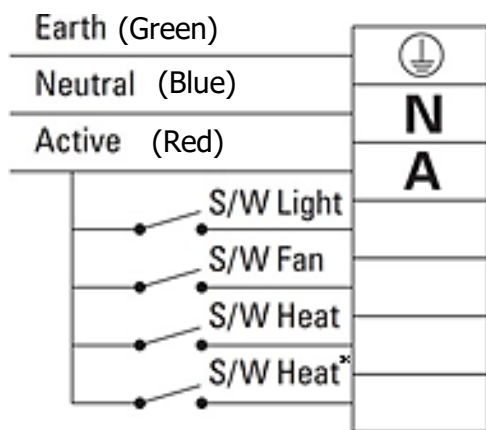 Earth (Green)
Neutral (Blue)
N
Active (Red)
A
S/W Light
S/W Fan
S/W Heat
S/W Heat*